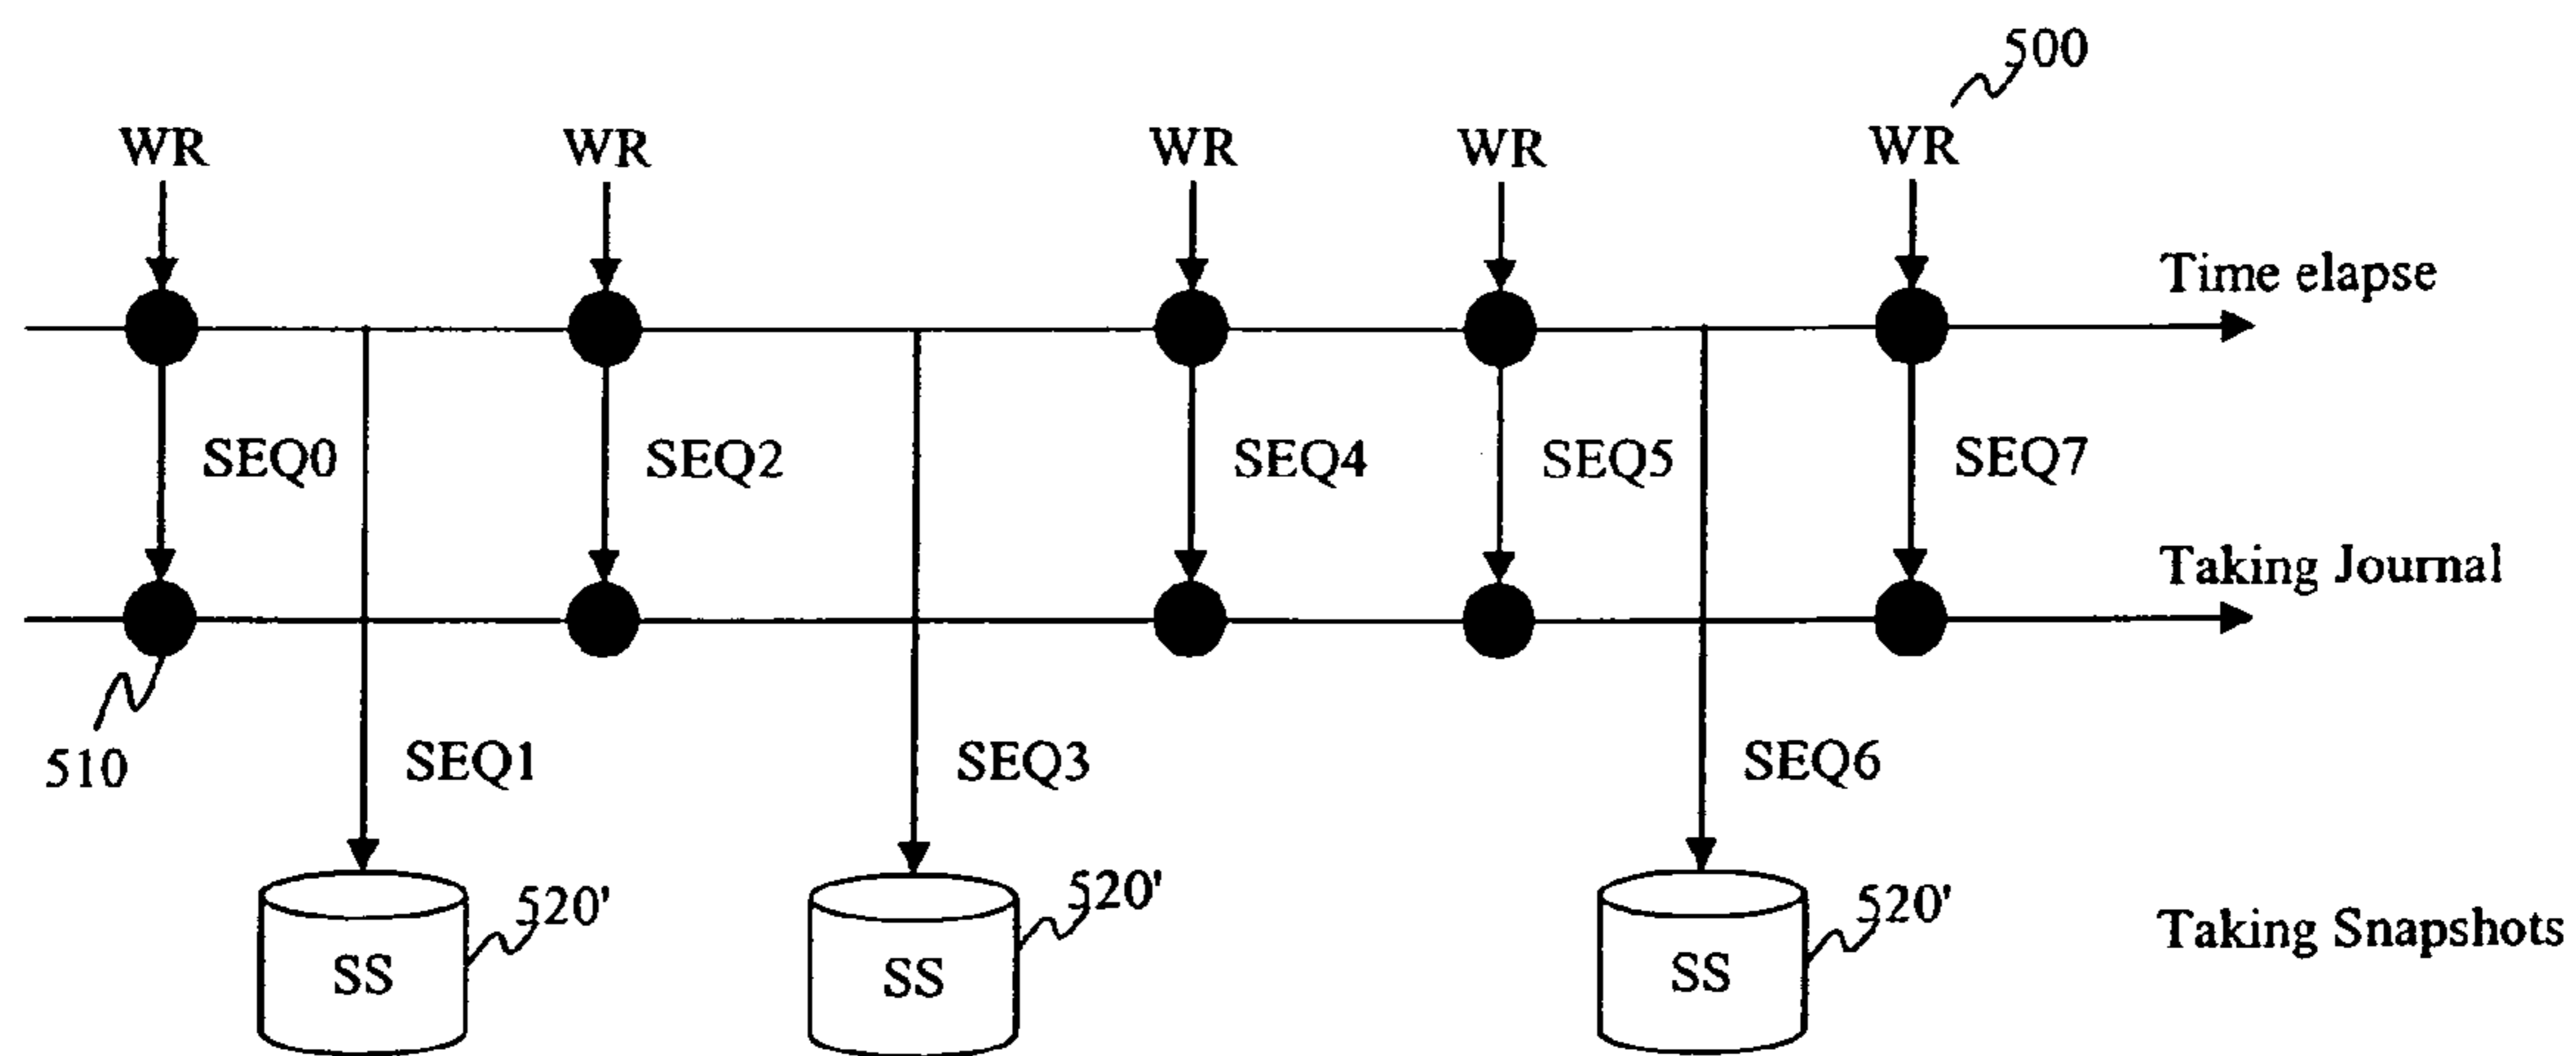 500
WR WR WR WR WR
Time elapse
SEQ0 SEQ2 SEQ4 SEQ5 SEQ7
Taking Journal
510 SEQ1 SEQ3 SEQ6
520' 520' 520'
Taking Snapshots
SS SS SS